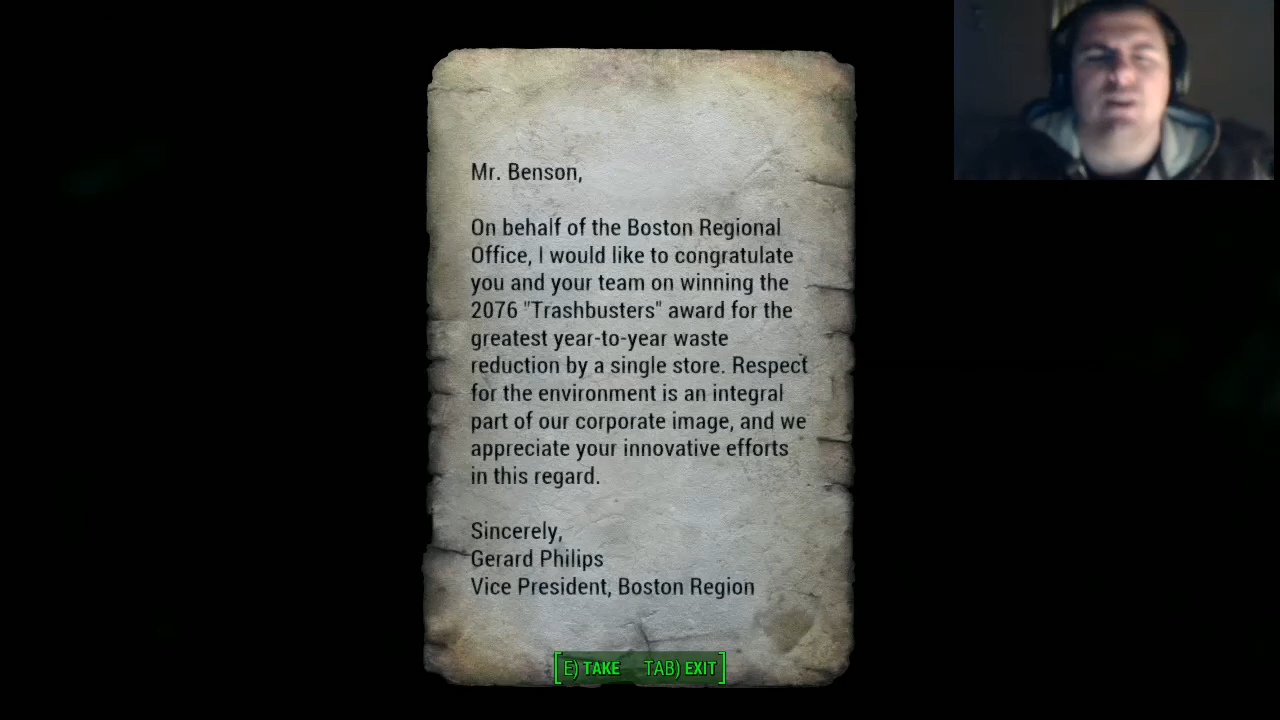 Mr. Benson,
On behalf of the Boston Regional
Office, I would like to congratulate
you and your team on winning the
2076 "Trashbusters" award for the
greatest year-to-year waste
reduction by a single store. Respect
for the environment is an integral
part of our corporate image, and we
appreciate your innovative efforts
in this regard.
Sincerely,
Gerard Philips
Vice President, Boston Region
E) TAKE TAB) EXIT